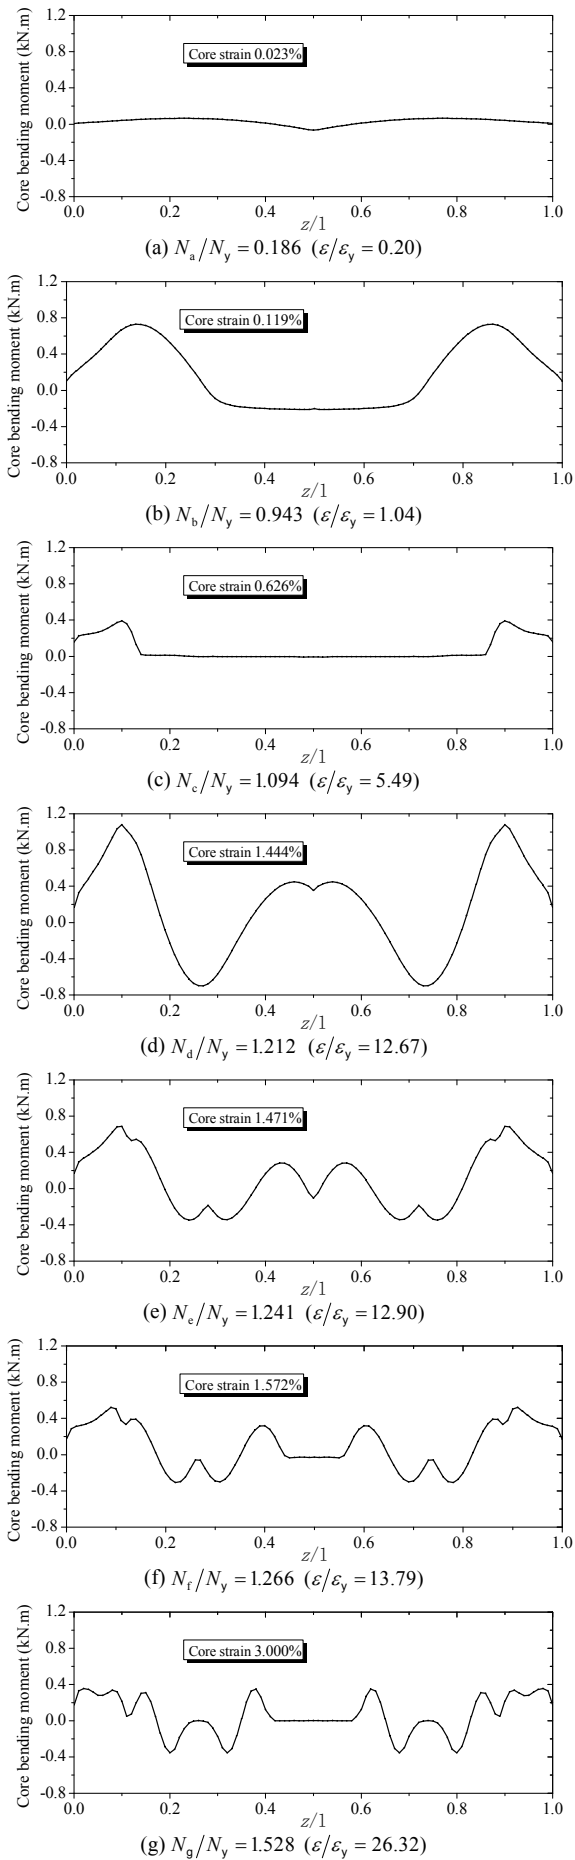 1.2
0.8
0.4
0.0
-0.4
-0.8
Core bending moment (kN.m)
Core strain 0.023%
0.0 0.2 0.4 0.6 0.8 1.0
z/l
(a) Na/Ny = 0.186 (ε/εy = 0.20)
1.2
0.8
0.4
0.0
-0.4
-0.8
Core bending moment (kN.m)
Core strain 0.119%
0.0 0.2 0.4 0.6 0.8 1.0
z/l
(b) Nb/Ny = 0.943 (ε/εy = 1.04)
1.2
0.8
0.4
0.0
-0.4
-0.8
Core bending moment (kN.m)
Core strain 0.626%
0.0 0.2 0.4 0.6 0.8 1.0
z/l
(c) Nc/Ny = 1.094 (ε/εy = 5.49)
1.2
0.8
0.4
0.0
-0.4
-0.8
Core bending moment (kN.m)
Core strain 1.444%
0.0 0.2 0.4 0.6 0.8 1.0
z/l
(d) Nd/Ny = 1.212 (ε/εy = 12.67)
1.2
0.8
0.4
0.0
-0.4
-0.8
Core bending moment (kN.m)
Core strain 1.471%
0.0 0.2 0.4 0.6 0.8 1.0
z/l
(e) Ne/Ny = 1.241 (ε/εy = 12.90)
1.2
0.8
0.4
0.0
-0.4
-0.8
Core bending moment (kN.m)
Core strain 1.572%
0.0 0.2 0.4 0.6 0.8 1.0
z/l
(f) Nf/Ny = 1.266 (ε/εy = 13.79)
1.2
0.8
0.4
0.0
-0.4
-0.8
Core bending moment (kN.m)
Core strain 3.000%
0.0 0.2 0.4 0.6 0.8 1.0
z/l
(g) Ng/Ny = 1.528 (ε/εy = 26.32)